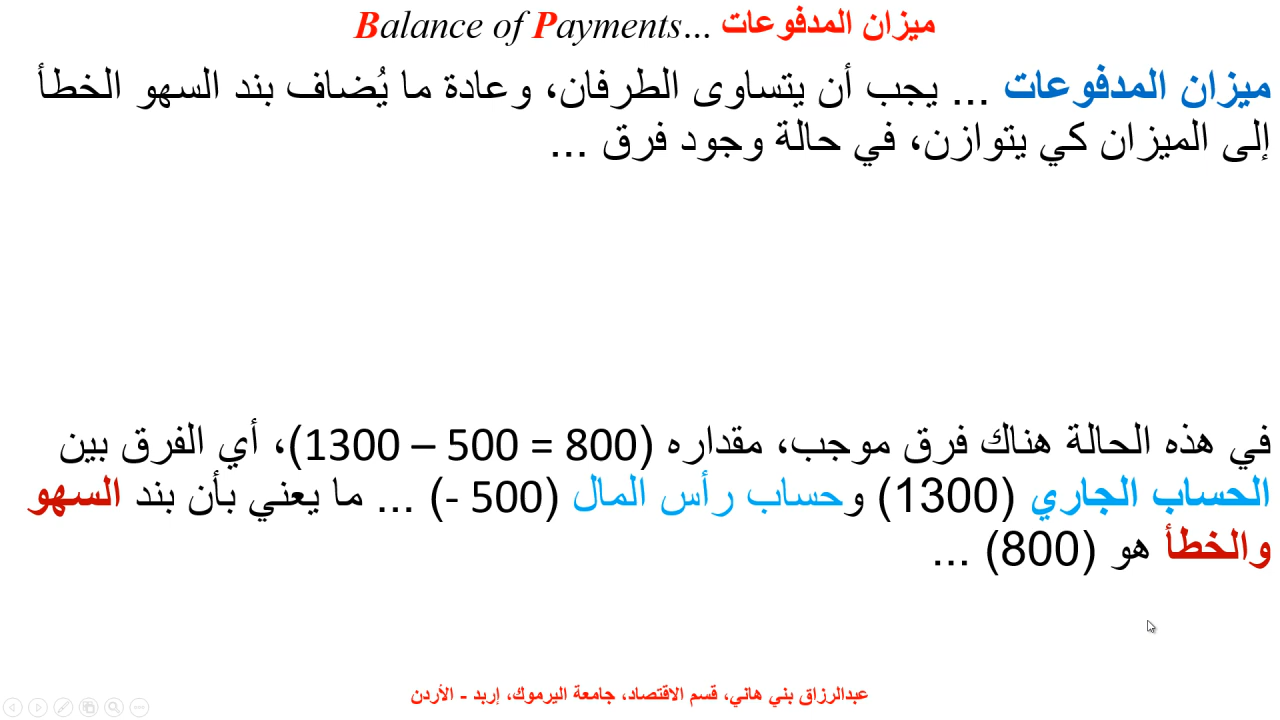 ميزان المدفوعات ...Balance of Payments
ميزان المدفوعات ... يجب أن يتساوى الطرفان، وعادة ما يُضاف بند السهو الخطأ
إلى الميزان كي يتوازن، في حالة وجود فرق ...
في هذه الحالة هناك فرق موجب، مقداره (1300 – 500 = 800)، أي الفرق بين
الحساب الجاري (1300) وحساب رأس المال (500 -) ... ما يعني بأن بند السهو
والخطأ هو (800) ...
عبدالرزاق بني هاني، قسم الاقتصاد، جامعة اليرموك، إربد - الأردن